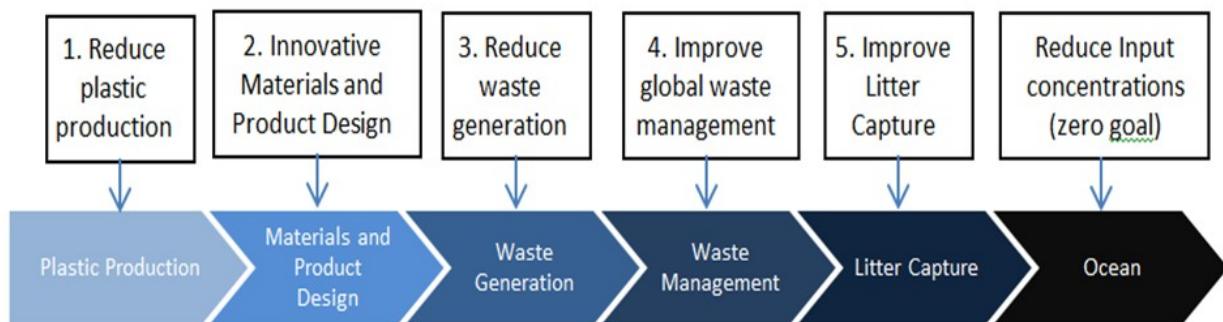 1. Reduce
plastic
production
2. Innovative
Materials and
Product Design
3. Reduce
waste
generation
4. Improve
global waste
management
5. Improve
Litter
Capture
Reduce Input
concentrations
(zero goal)
Plastic Production
Materials and
Product
Design
Waste
Generation
Waste
Management
Litter Capture
Ocean